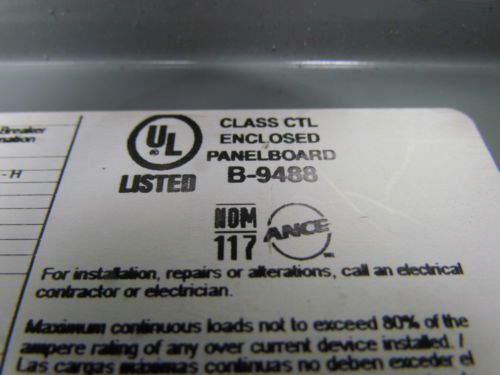 Breaker
- H
UL
®
LISTED
CLASS CTL
ENCLOSED
PANELBOARD
B-9488
NOM
117
ANCE
For installation, repairs or alterations, call an electrical
contractor or electrician.
Maximum continuous loads not to exceed 80% of the
ampere rating of any over current device installed. /
Las cargas máximas continuas no deben exceder el